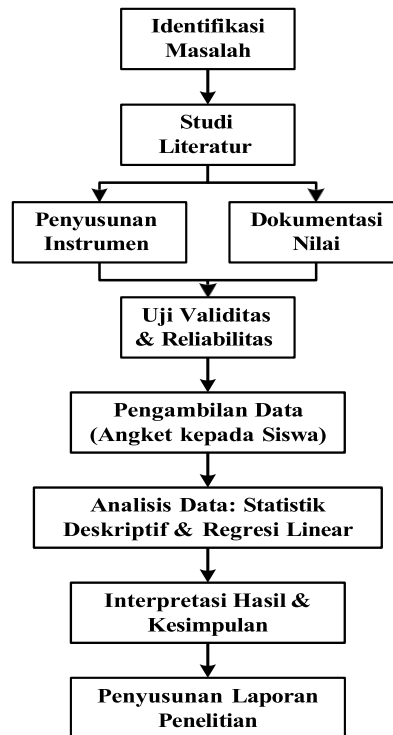 Identifikasi
Masalah
Studi
Literatur
Penyusunan
Instrumen
Dokumentasi
Nilai
Uji Validitas
& Reliabilitas
Pengambilan Data
(Angket kepada Siswa)
Analisis Data: Statistik
Deskriptif & Regresi Linear
Interpretasi Hasil &
Kesimpulan
Penyusunan Laporan
Penelitian